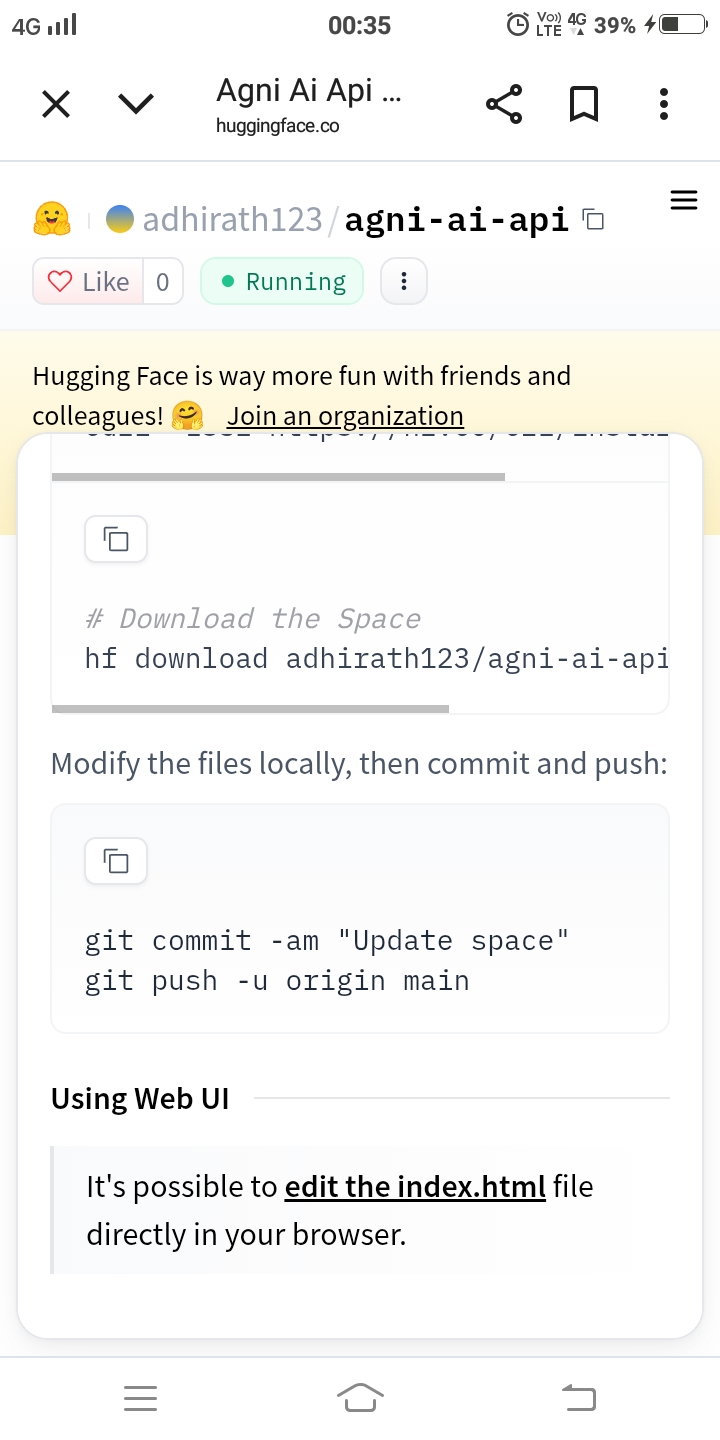 4G 00:35 Vo)) LTE 4G 39%
Agni Ai Api ...
huggingface.co
adhirath123/agni-ai-api
Like 0 Running
Hugging Face is way more fun with friends and
colleagues! 🤗 Join an organization
# Download the Space
hf download adhirath123/agni-ai-api
Modify the files locally, then commit and push:
git commit -am "Update space"
git push -u origin main
Using Web UI
It's possible to edit the index.html file
directly in your browser.